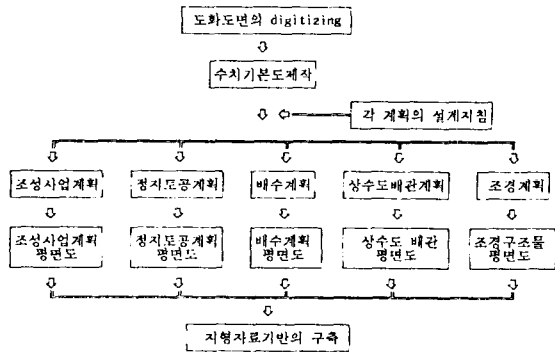 도화도면의 digitizing
수치기본도제작
각 계획의 설계지침
조성사업계획
정지토공계획
배수계획
상수도배관계획
조경계획
조성사업계획
평면도
정지토공계획
평면도
배수계획
평면도
상수도 배관
평면도
조경구조물
평면도
지형자료기반의 구축